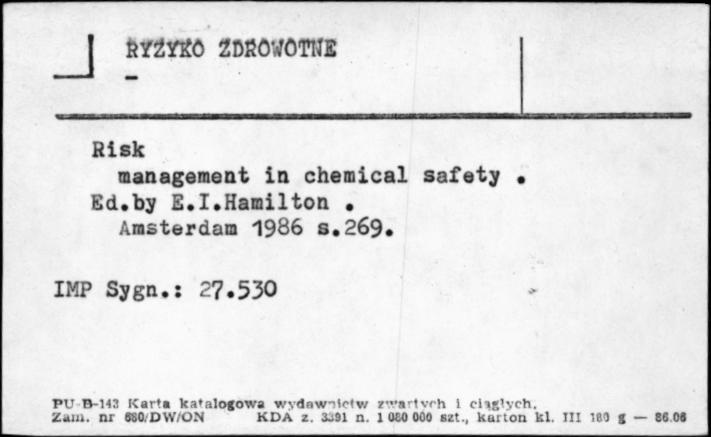 RYZYKO ZDROWOTNE
Risk
management in chemical safety .
Ed.by E.I.Hamilton .
Amsterdam 1986 s.269.
IMP Sygn.: 27.530
PU-B-143 Karta katalogowa wydawnictw zwartych i ciągłych.
Zam. nr 680/DW/ON KDA z. 3391 n. 1 080 000 szt., karton kl. III 180 g — 86.06